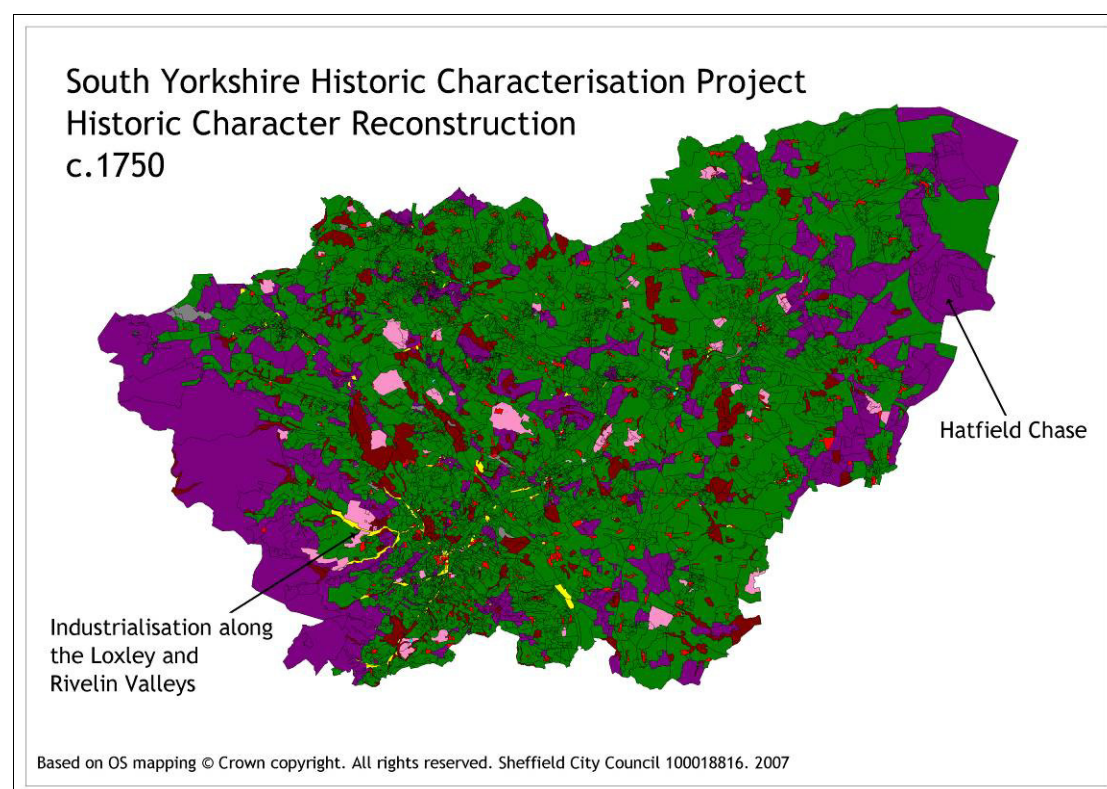 South Yorkshire Historic Characterisation Project
Historic Character Reconstruction
c.1750
Hatfield Chase
Industrialisation along
the Loxley and
Rivelin Valleys
Based on OS mapping © Crown copyright. All rights reserved. Sheffield City Council 100018816. 2007